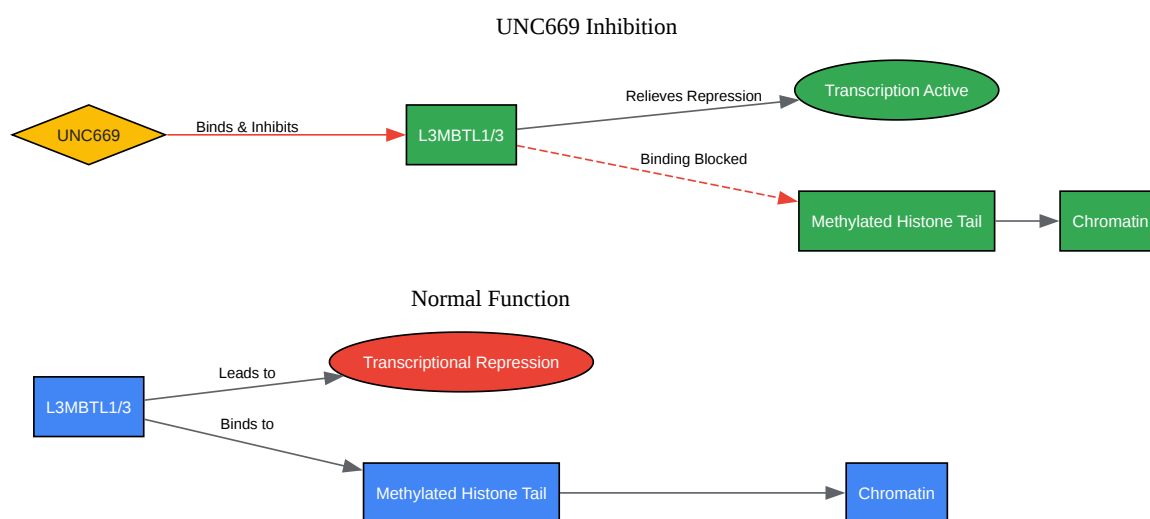 UNC669 Inhibition
Transcription Active
Relieves Repression
UNC669
Binds & Inhibits
L3MBTL1/3
Binding Blocked
Methylated Histone Tail
Chromatin
Normal Function
Transcriptional Repression
Leads to
L3MBTL1/3
Binds to
Methylated Histone Tail
Chromatin